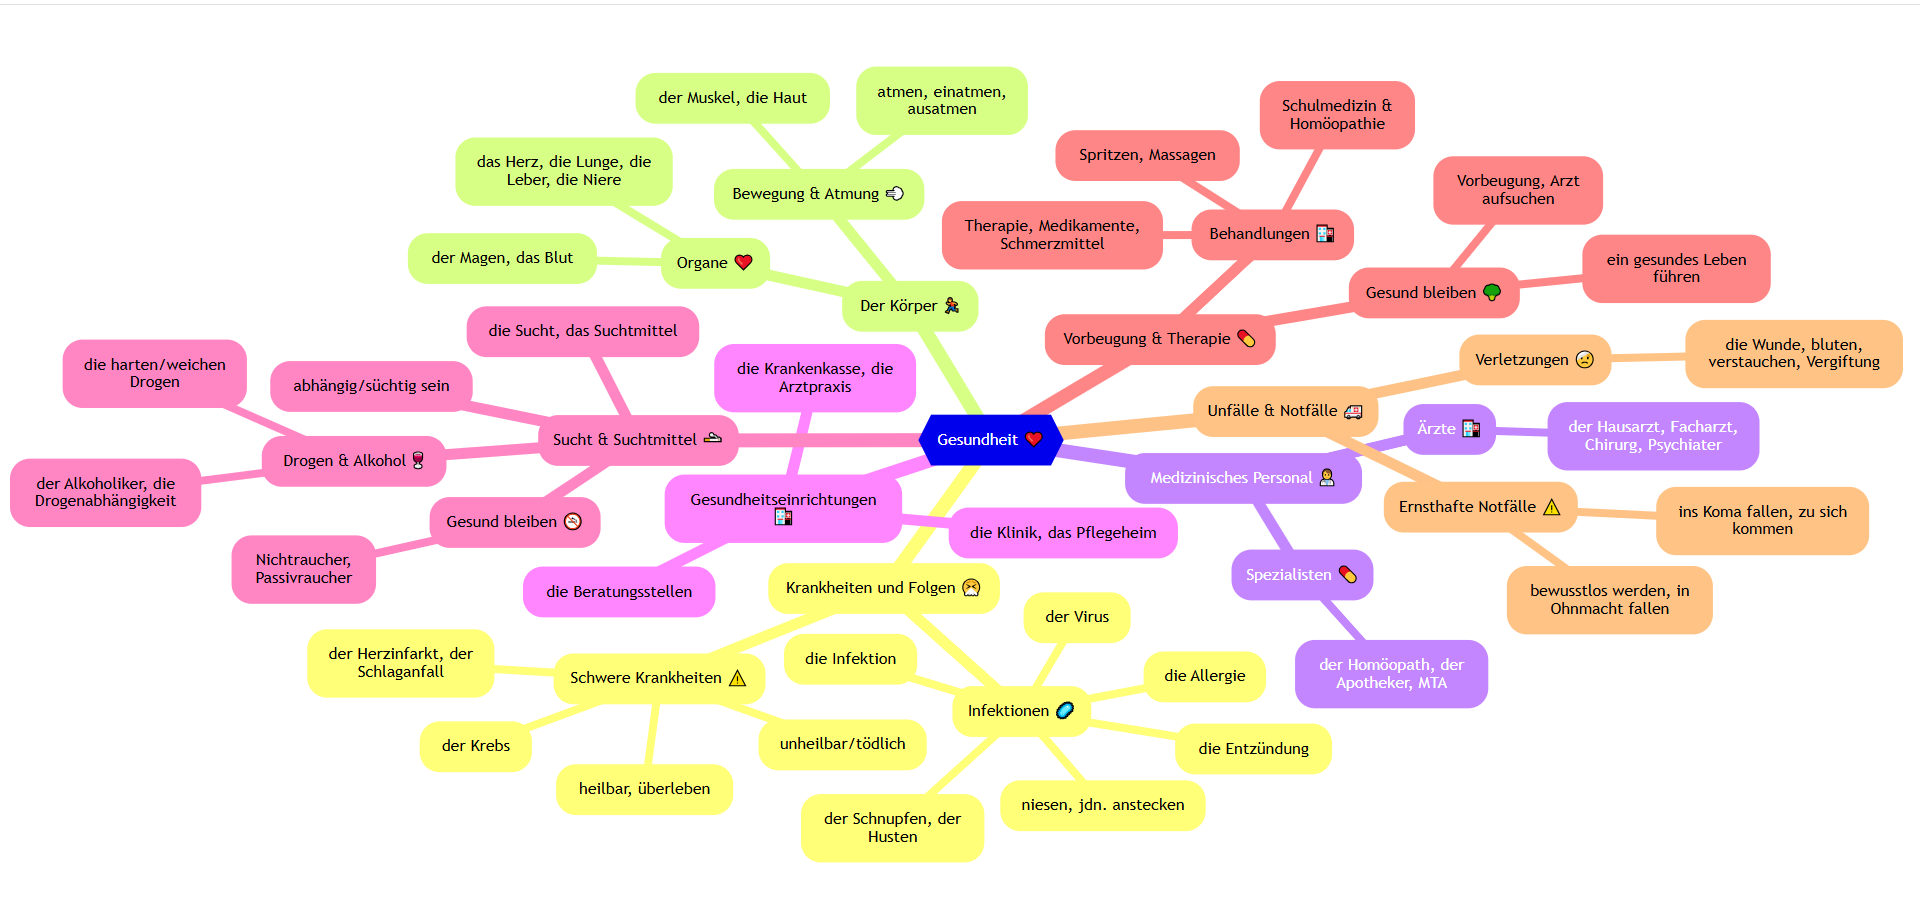 Gesundheit
Der Körper
Bewegung & Atmung
der Muskel, die Haut
atmen, einatmen,
ausatmen
Organe
das Herz, die Lunge, die
Leber, die Niere
der Magen, das Blut
Vorbeugung & Therapie
Behandlungen
Spritzen, Massagen
Schulmedizin &
Homöopathie
Therapie, Medikamente,
Schmerzmittel
Gesund bleiben
Vorbeugung, Arzt
aufsuchen
ein gesundes Leben
führen
Unfälle & Notfälle
Verletzungen
die Wunde, bluten,
verstauchen, Vergiftung
Ernsthafte Notfälle
ins Koma fallen, zu sich
kommen
bewusstlos werden, in
Ohnmacht fallen
Medizinisches Personal
Ärzte
der Hausarzt, Facharzt,
Chirurg, Psychiater
Spezialisten
der Homöopath, der
Apotheker, MTA
Krankheiten und Folgen
Infektionen
der Virus
die Infektion
die Allergie
die Entzündung
niesen, jdn. anstecken
der Schnupfen, der
Husten
Schwere Krankheiten
der Herzinfarkt, der
Schlaganfall
der Krebs
heilbar, überleben
unheilbar/tödlich
Gesundheitseinrichtungen
die Krankenkasse, die
Arztpraxis
die Klinik, das Pflegeheim
die Beratungsstellen
Sucht & Suchtmittel
die Sucht, das Suchtmittel
abhängig/süchtig sein
Drogen & Alkohol
die harten/weichen
Drogen
der Alkoholiker, die
Drogenabhängigkeit
Gesund bleiben
Nichtraucher,
Passivraucher